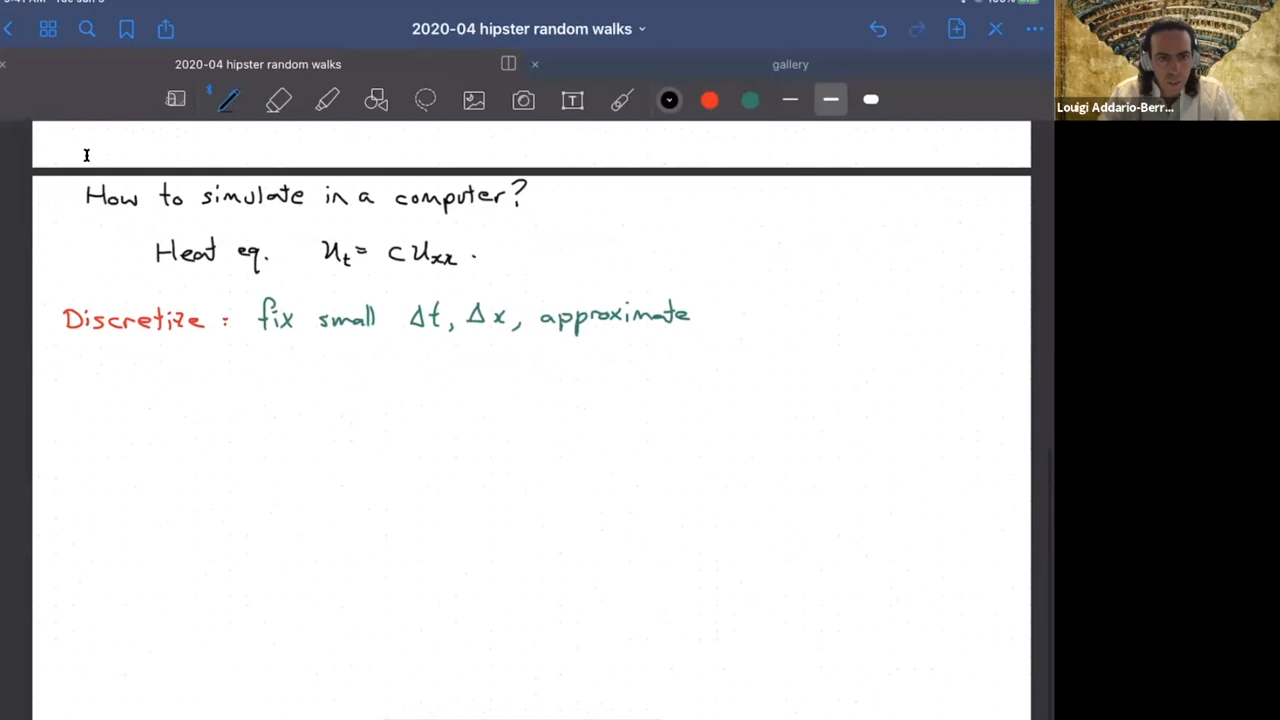 2020-04 hipster random walks
2020-04 hipster random walks
gallery
T
Louigi Addario-Berr...
How to simulate in a computer?
Heat eq. u_t = c u_xx.
Discretize: fix small Δt, Δx, approximate